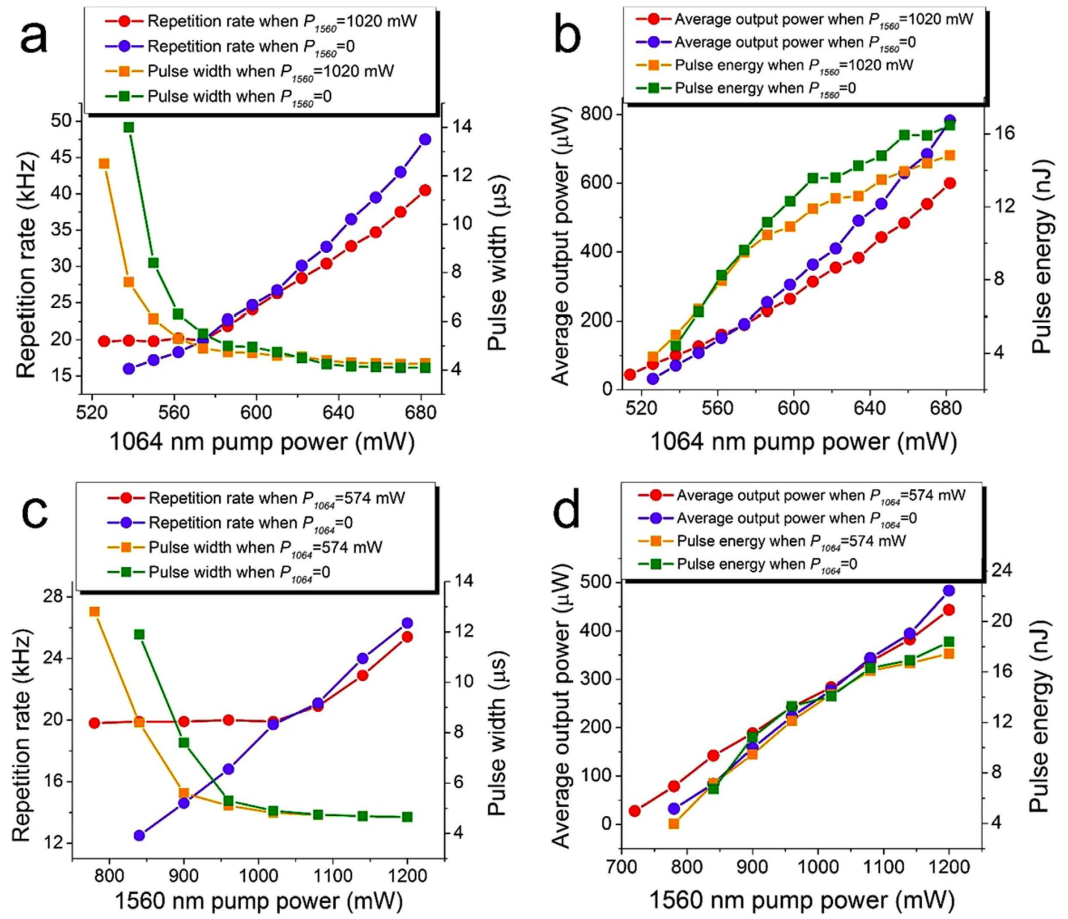 a
Repetition rate when P1560=1020 mW
Repetition rate when P1560=0
Pulse width when P1560=1020 mW
Pulse width when P1560=0
50
45
40
35
30
25
20
15
Repetition rate (kHz)
14
12
10
8
6
4
Pulse width (μs)
520 560 600 640 680
1064 nm pump power (mW)
b
Average output power when P1560=1020 mW
Average output power when P1560=0
Pulse energy when P1560=1020 mW
Pulse energy when P1560=0
800
600
400
200
0
Average output power (μW)
16
12
8
4
Pulse energy (nJ)
520 560 600 640 680
1064 nm pump power (mW)
c
Repetition rate when P1064=574 mW
Repetition rate when P1064=0
Pulse width when P1064=574 mW
Pulse width when P1064=0
28
24
20
16
12
Repetition rate (kHz)
14
12
10
8
6
4
Pulse width (μs)
800 900 1000 1100 1200
1560 nm pump power (mW)
d
Average output power when P1064=574 mW
Average output power when P1064=0
Pulse energy when P1064=574 mW
Pulse energy when P1064=0
500
400
300
200
100
0
Average output power (μW)
24
20
16
12
8
4
Pulse energy (nJ)
700 800 900 1000 1100 1200
1560 nm pump power (mW)